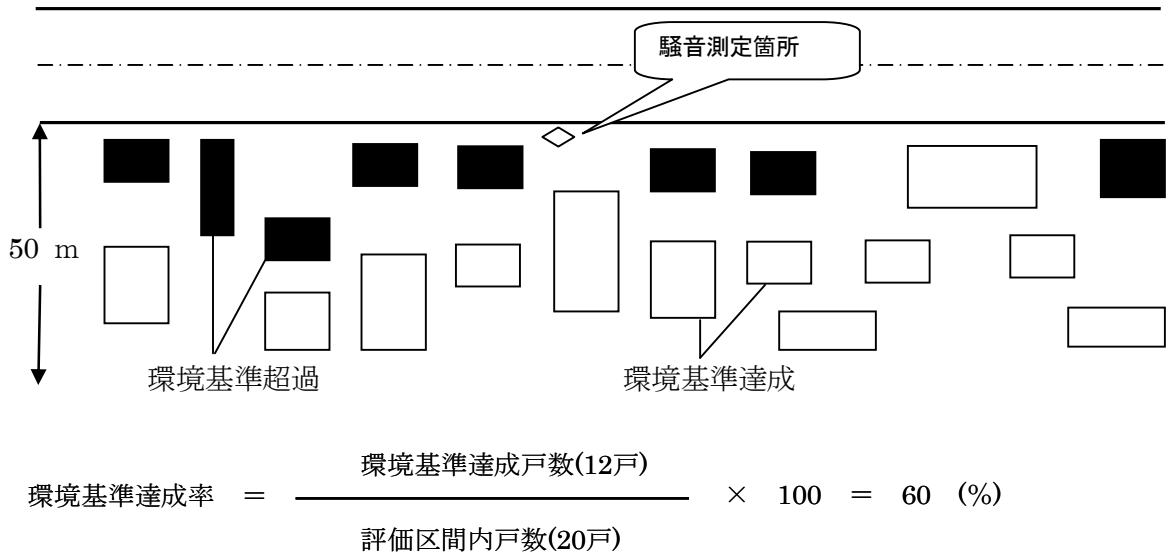 騒音測定箇所
50 m
環境基準超過
環境基準達成
環境基準達成戸数(12戸)
環境基準達成率 = × 100 = 60 (%)
評価区間内戸数(20戸)